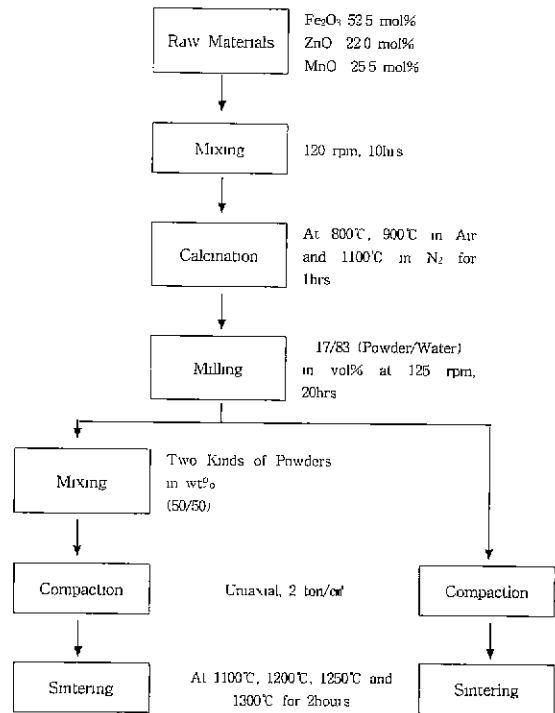 Raw Materials
Fe₂O₃ 52.5 mol%
ZnO 22.0 mol%
MnO 25.5 mol%
Mixing
120 rpm, 10hrs
Calcination
At 800℃, 900℃ in Air
and 1100℃ in N₂ for
1hrs
Milling
17/83 (Powder/Water)
in vol% at 125 rpm,
20hrs
Mixing
Two Kinds of Powders
in wt%
(50/50)
Compaction
Uniaxial, 2 ton/㎠
Compaction
Sintering
At 1100℃, 1200℃, 1250℃ and
1300℃ for 2hours
Sintering